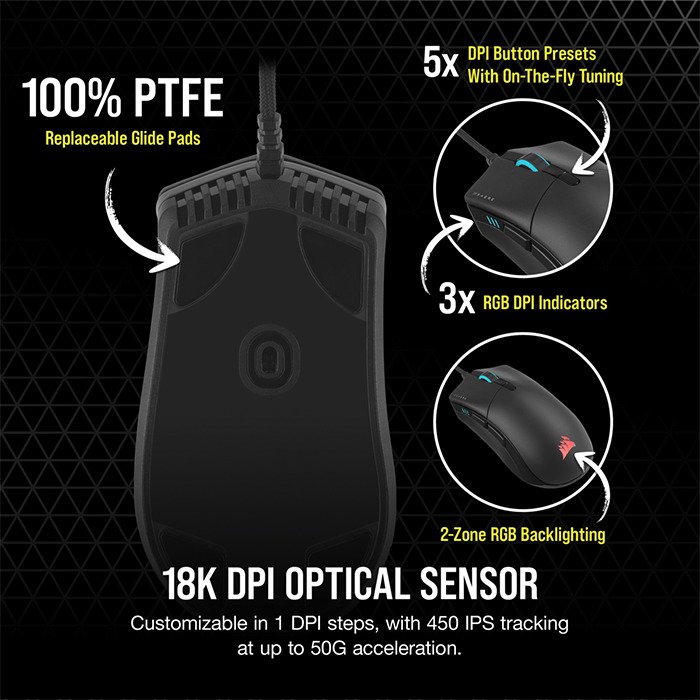 100% PTFE
Replaceable Glide Pads
5x DPI Button Presets
With On-The-Fly Tuning
3x RGB DPI Indicators
2-Zone RGB Backlighting
18K DPI OPTICAL SENSOR
Customizable in 1 DPI steps, with 450 IPS tracking
at up to 50G acceleration.